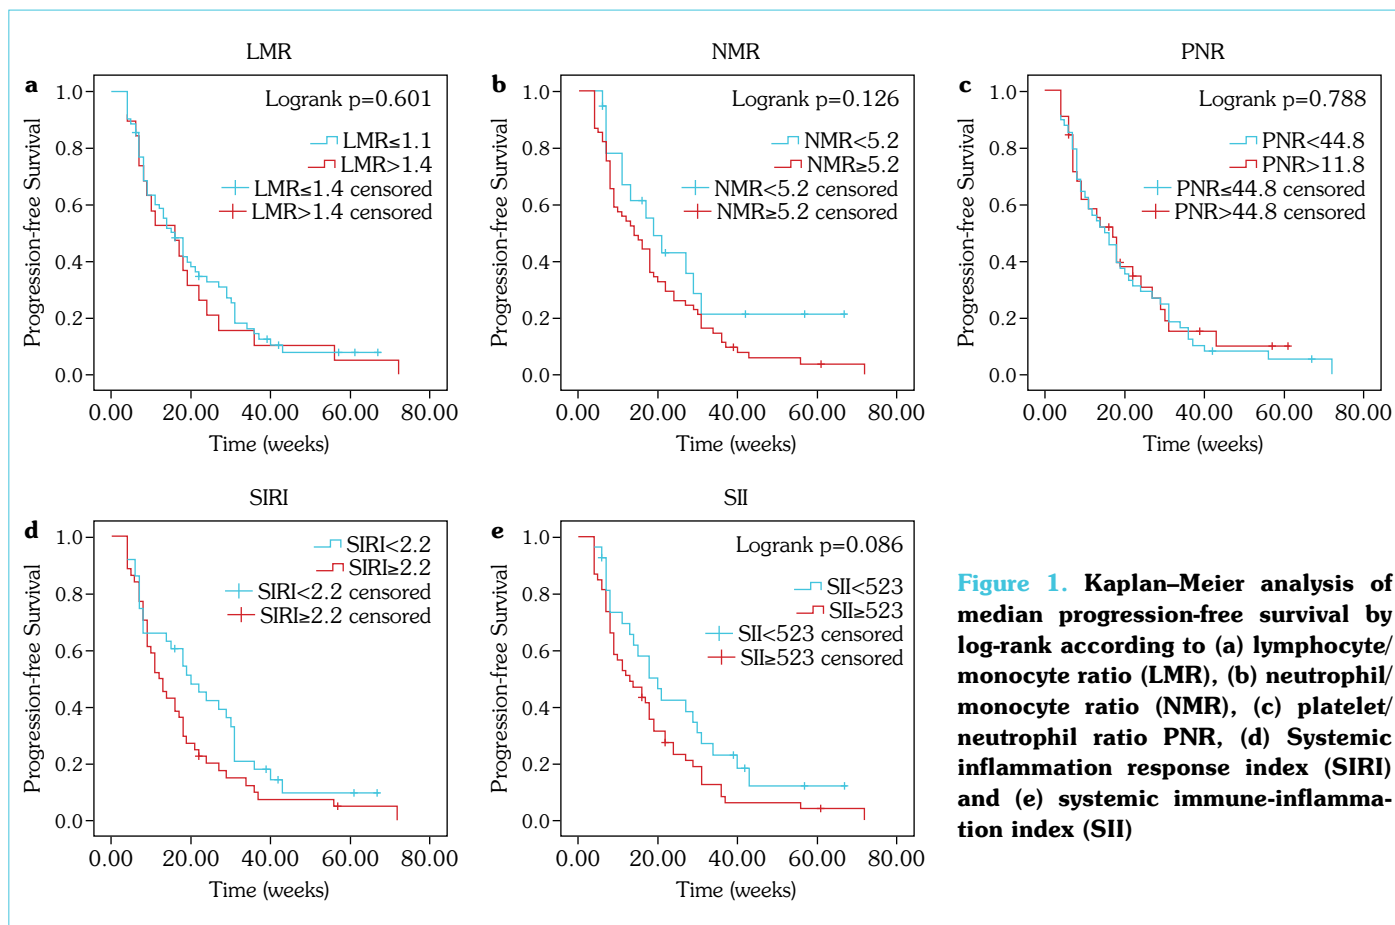 LMR
a
Logrank p=0.601
LMR≤1.1
LMR>1.4
LMR≤1.4 censored
LMR>1.4 censored
Progression-free Survival
1.0
0.8
0.6
0.4
0.2
0.0
0.00 20.00 40.00 60.00 80.00
Time (weeks)
NMR
b
Logrank p=0.126
NMR<5.2
NMR≥5.2
NMR<5.2 censored
NMR≥5.2 censored
Progression-free Survival
1.0
0.8
0.6
0.4
0.2
0.0
0.00 20.00 40.00 60.00 80.00
Time (weeks)
PNR
c
Logrank p=0.788
PNR<44.8
PNR>11.8
PNR≤44.8 censored
PNR>44.8 censored
Progression-free Survival
1.0
0.8
0.6
0.4
0.2
0.0
0.00 20.00 40.00 60.00 80.00
Time (weeks)
SIRI
d
SIRI<2.2
SIRI≥2.2
SIRI<2.2 censored
SIRI≥2.2 censored
Progression-free Survival
1.0
0.8
0.6
0.4
0.2
0.0
0.00 20.00 40.00 60.00 80.00
Time (weeks)
SII
e
Logrank p=0.086
SII<523
SII≥523
SII<523 censored
SII≥523 censored
Progression-free Survival
1.0
0.8
0.6
0.4
0.2
0.0
0.00 20.00 40.00 60.00 80.00
Time (weeks)
Figure 1. Kaplan–Meier analysis of
median progression-free survival by
log-rank according to (a) lymphocyte/
monocyte ratio (LMR), (b) neutrophil/
monocyte ratio (NMR), (c) platelet/
neutrophil ratio PNR, (d) Systemic
inflammation response index (SIRI)
and (e) systemic immune-inflamma-
tion index (SII)